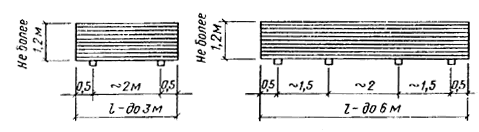 Не более
1,2м
0,5 ~2м 0,5
l-до 3м
Не более
1,2м
0,5 ~1,5 ~2 ~1,5 0,5
l-до 6м